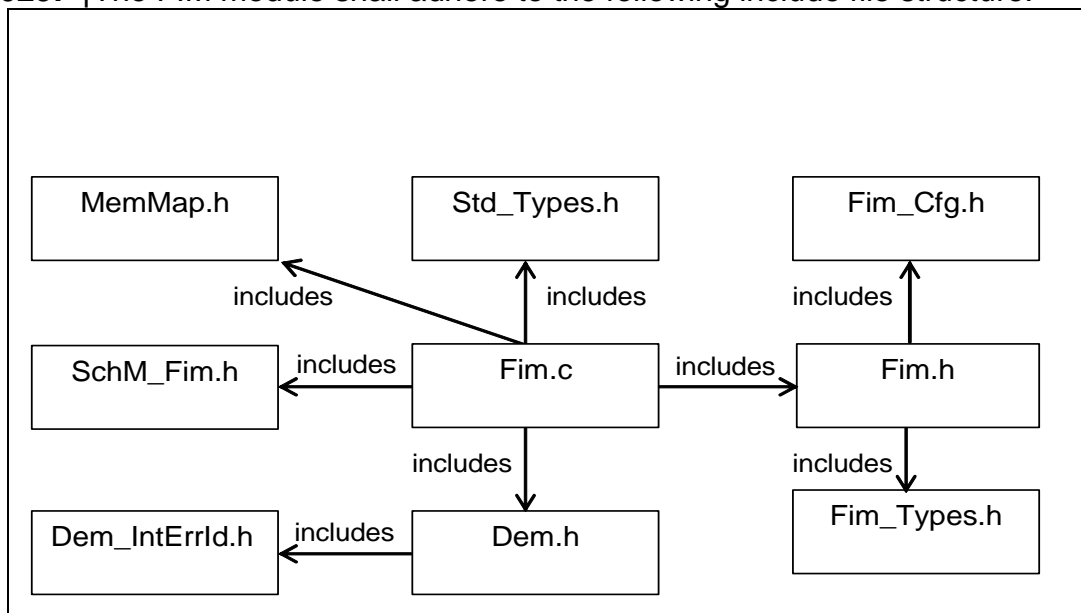 The Fim module shall adhere to the following include file structure:
MemMap.h
Std_Types.h
Fim_Cfg.h
includes
includes
includes
SchM_Fim.h
includes
Fim.c
includes
Fim.h
includes
includes
Dem_IntErrId.h
includes
Dem.h
Fim_Types.h